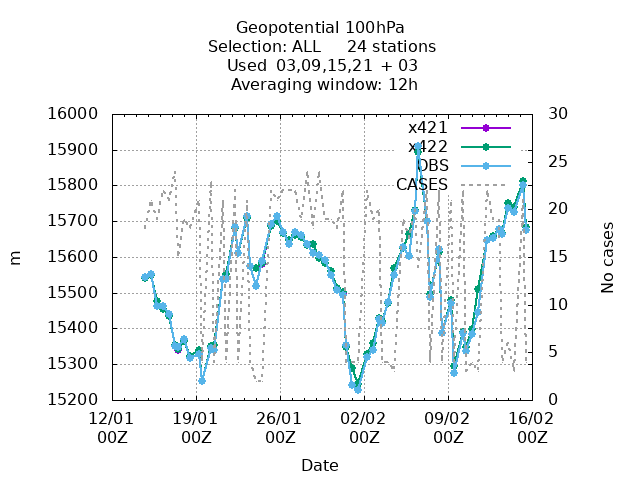 Geopotential 100hPa
Selection: ALL 24 stations
Used 03,09,15,21 + 03
Averaging window: 12h
16000
15900
15800
15700
15600
15500
15400
15300
15200
30
25
20
15
10
5
0
x421
x422
OBS
CASES
m
No cases
12/01 19/01 26/01 02/02 09/02 16/02
00Z 00Z 00Z 00Z 00Z 00Z
Date